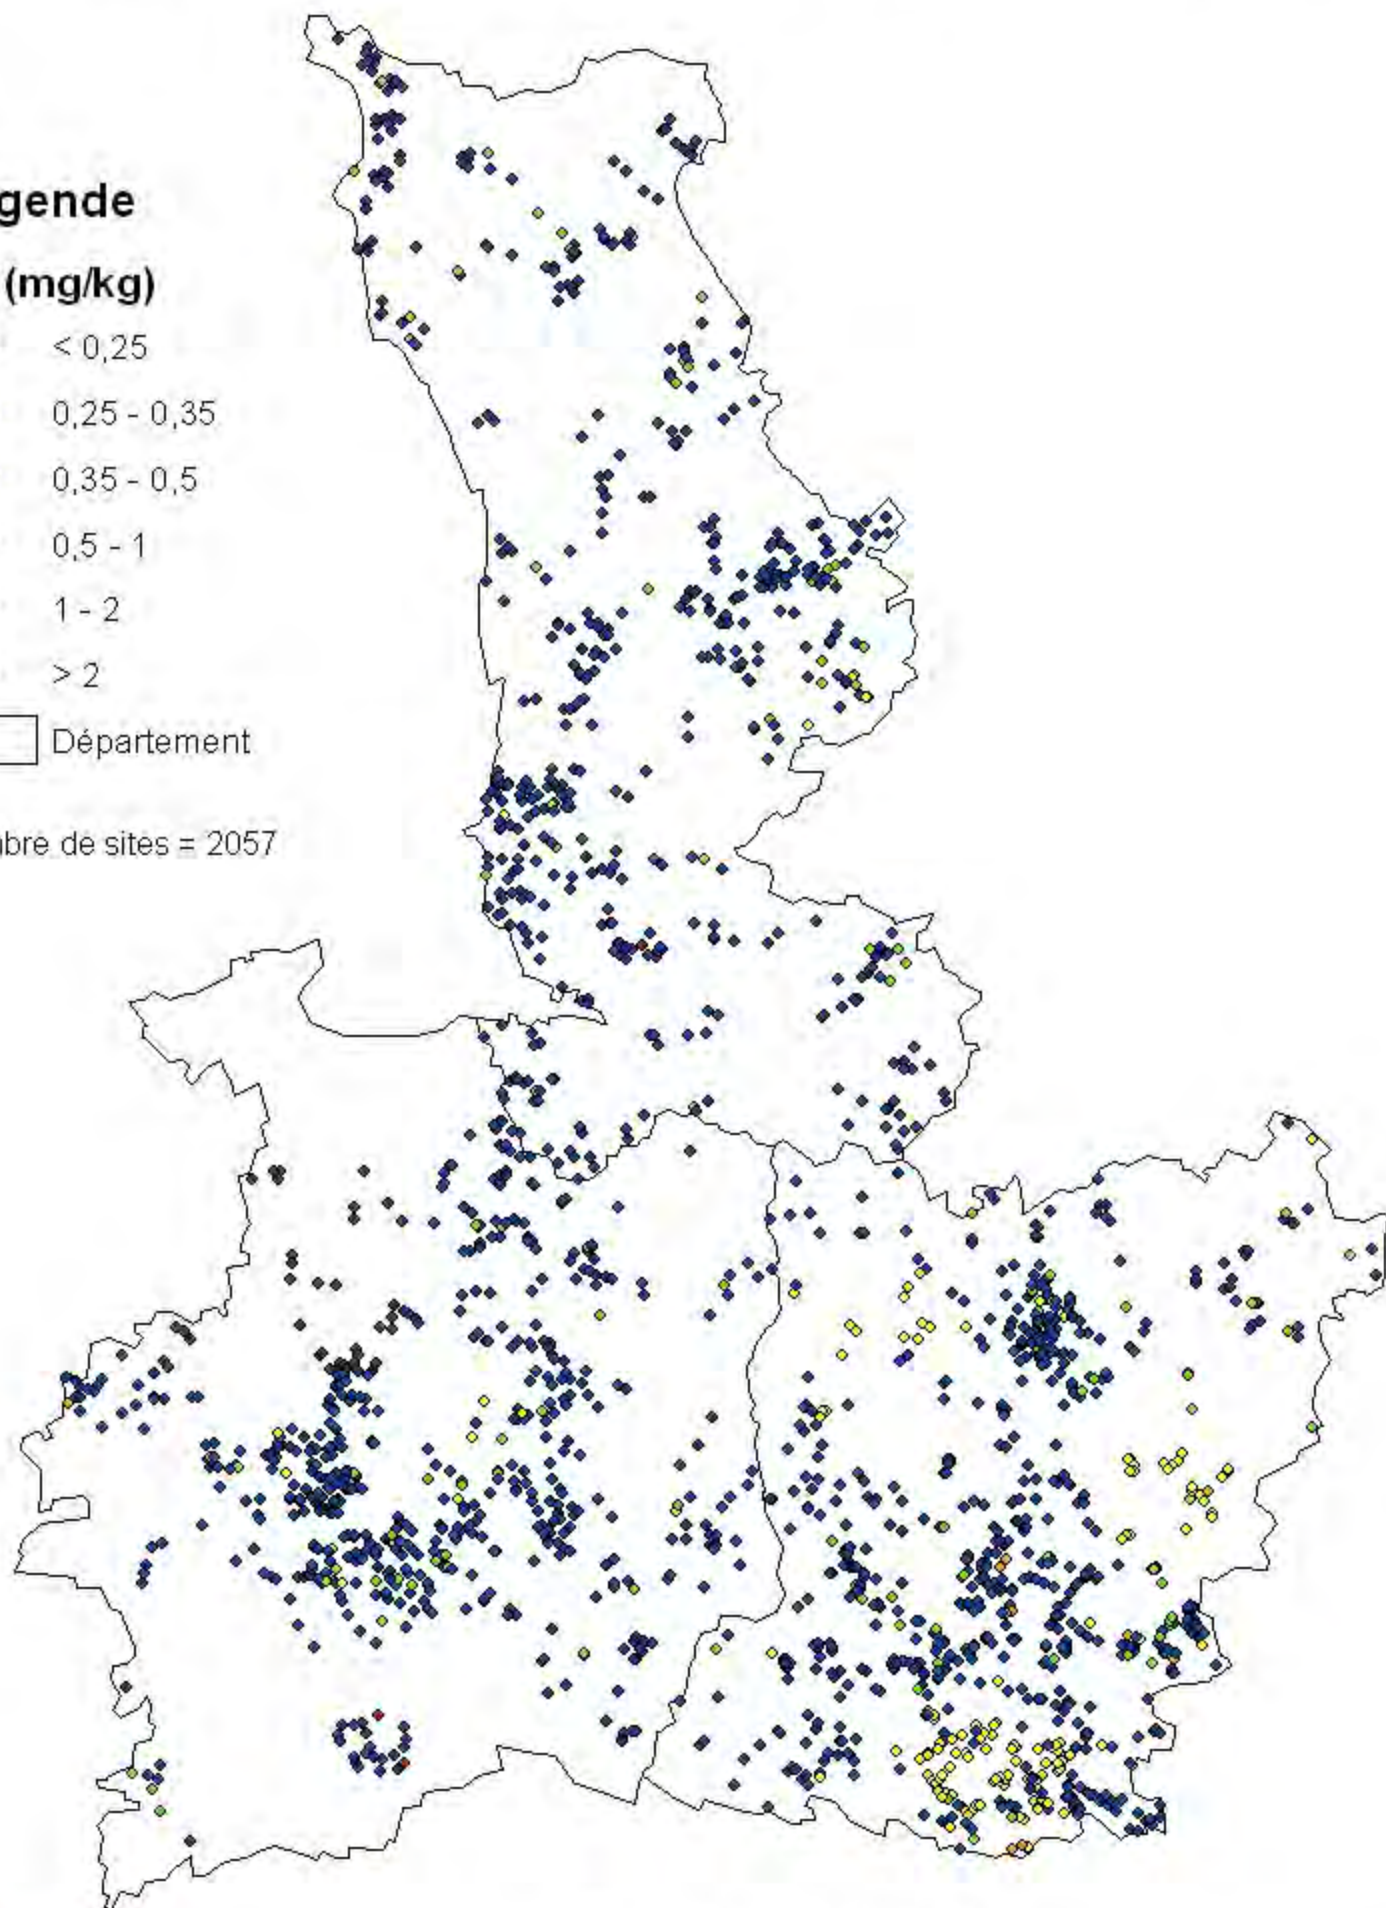 gende
(mg/kg)
< 0,25
0,25 - 0,35
0,35 - 0,5
0,5 - 1
1 - 2
> 2
Département
bre de sites = 2057